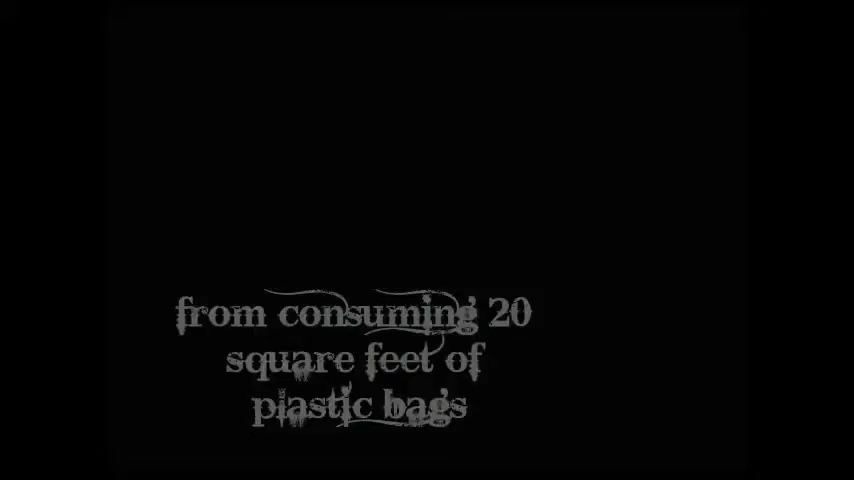 from consuming 20
square feet of
plastic bags